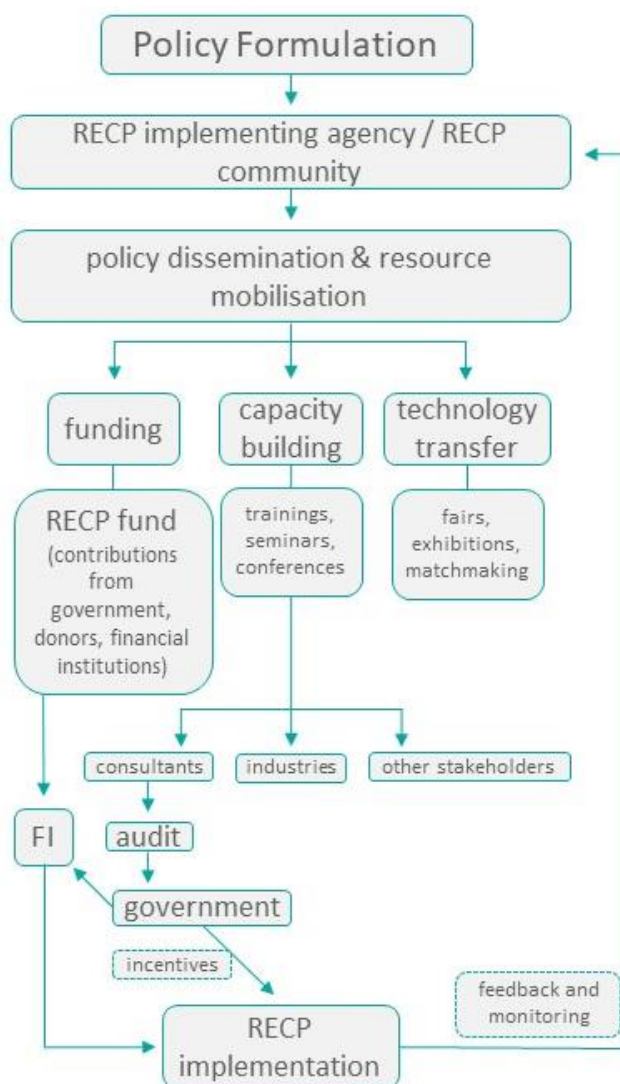 Policy Formulation
RECP implementing agency / RECP
community
policy dissemination & resource
mobilisation
funding
capacity
building
technology
transfer
RECP fund
(contributions
from
government,
donors, financial
institutions)
trainings,
seminars,
conferences
fairs,
exhibitions,
matchmaking
consultants
industries
other stakeholders
FI
audit
government
incentives
feedback and
monitoring
RECP
implementation